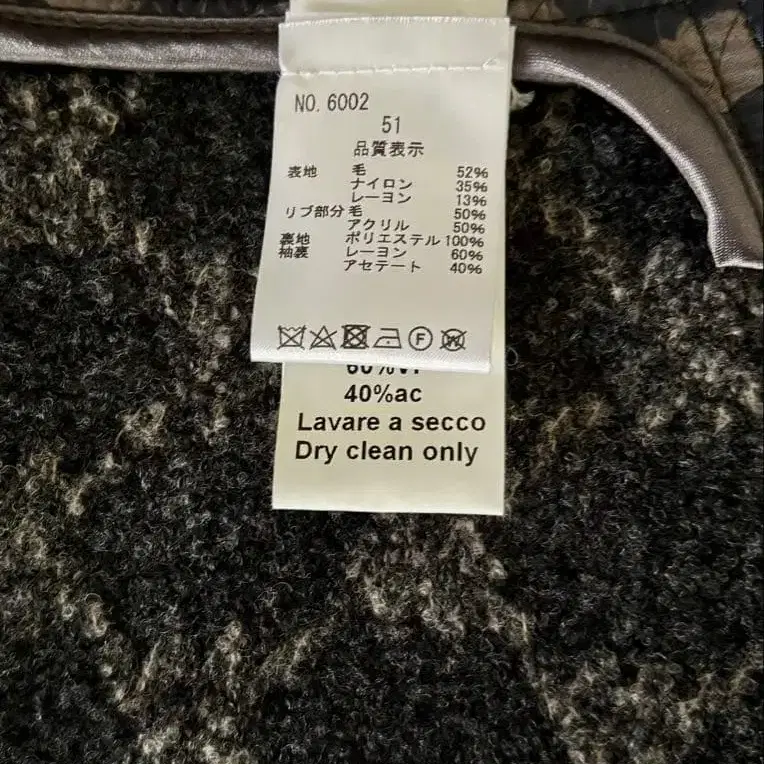 NO. 6002
51
品質表示
表地 毛 52%
ナイロン 35%
レーヨン 13%
リブ部分 毛 50%
アクリル 50%
裏地 ポリエステル 100%
袖裏 レーヨン 60%
アセテート 40%
F W
40%ac
Lavare a secco
Dry clean only